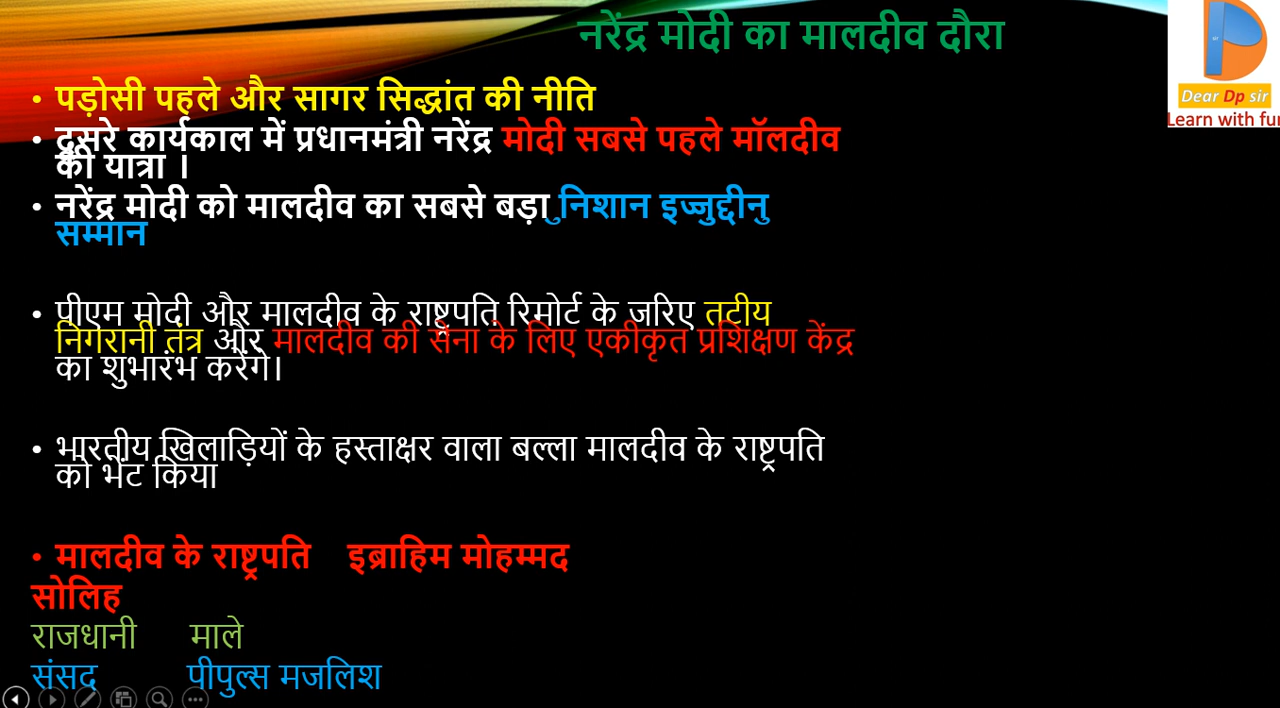 नरेंद्र मोदी का मालदीव दौरा
Dear Dp sir
Learn with fun
• पड़ोसी पहले और सागर सिद्धांत की नीति
• दूसरे कार्यकाल में प्रधानमंत्री नरेंद्र मोदी सबसे पहले मॉलदीव
की यात्रा ।
• नरेंद्र मोदी को मालदीव का सबसे बड़ा ुनिशान इज्जुद्दीनु
सम्मान
• पीएम मोदी और मालदीव के राष्ट्रपति रिमोर्ट के जरिए तटीय
निगरानी तंत्र और मालदीव की सेना के लिए एकीकृत प्रशिक्षण केंद्र
का शुभारंभ करेंगे।
• भारतीय खिलाड़ियों के हस्ताक्षर वाला बल्ला मालदीव के राष्ट्रपति
को भेंट किया
• मालदीव के राष्ट्रपति इब्राहिम मोहम्मद
सोलिह
राजधानी माले
संसद पीपुल्स मजलिश